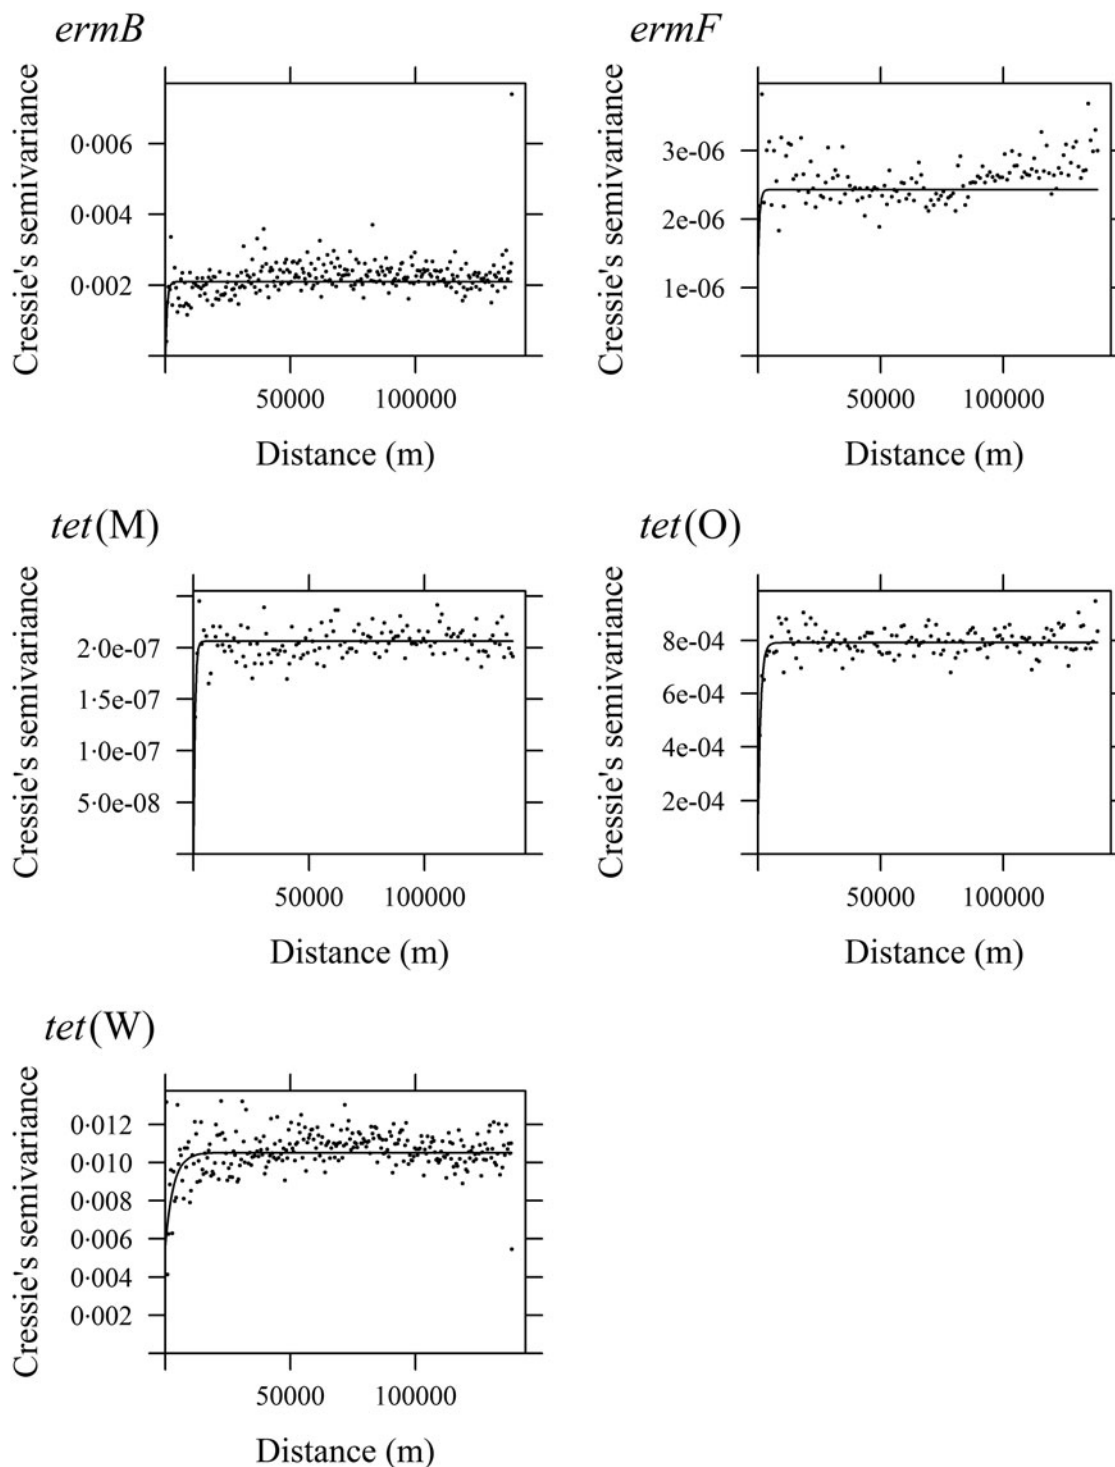 ermB
Cressie's semivariance
0·006
0·004
0·002
50000 100000
Distance (m)
ermF
Cressie's semivariance
3e-06
2e-06
1e-06
50000 100000
Distance (m)
tet(M)
Cressie's semivariance
2·0e-07
1·5e-07
1·0e-07
5·0e-08
50000 100000
Distance (m)
tet(O)
Cressie's semivariance
8e-04
6e-04
4e-04
2e-04
50000 100000
Distance (m)
tet(W)
Cressie's semivariance
0·012
0·010
0·008
0·006
0·004
0·002
50000 100000
Distance (m)